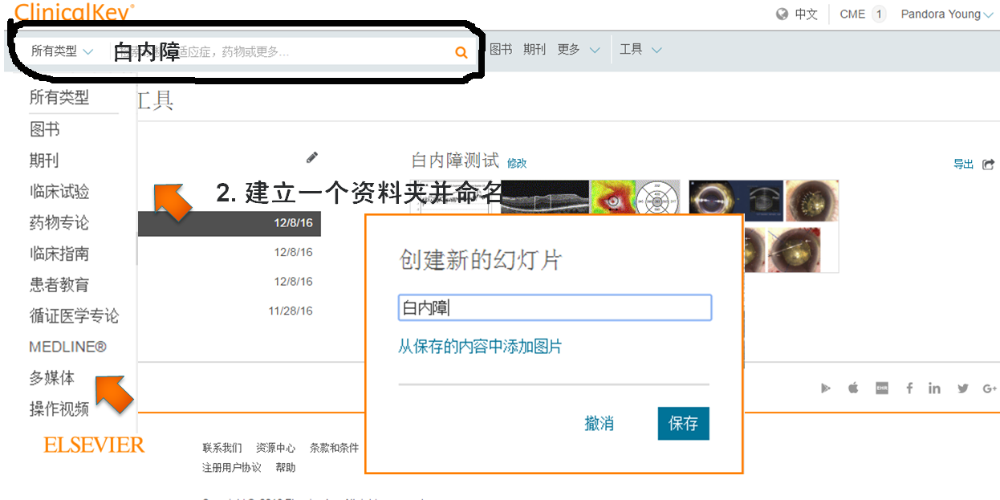 ClinicalKey®
中文 CME 1 Pandora Young
所有类型 白内障 适应症，药物或更多... 图书 期刊 更多 工具
所有类型
工具
图书
期刊
白内障测试 修改 导出
临床试验
2. 建立一个资料夹并命名
药物专论 12/8/16
临床指南 12/8/16
患者教育 12/8/16
循证医学专论 11/28/16
MEDLINE®
多媒体
操作视频
创建新的幻灯片
白内障
从保存的内容中添加图片
撤消 保存
EHR f in G+
ELSEVIER
联系我们 资源中心 条款和条件
注册用户协议 帮助